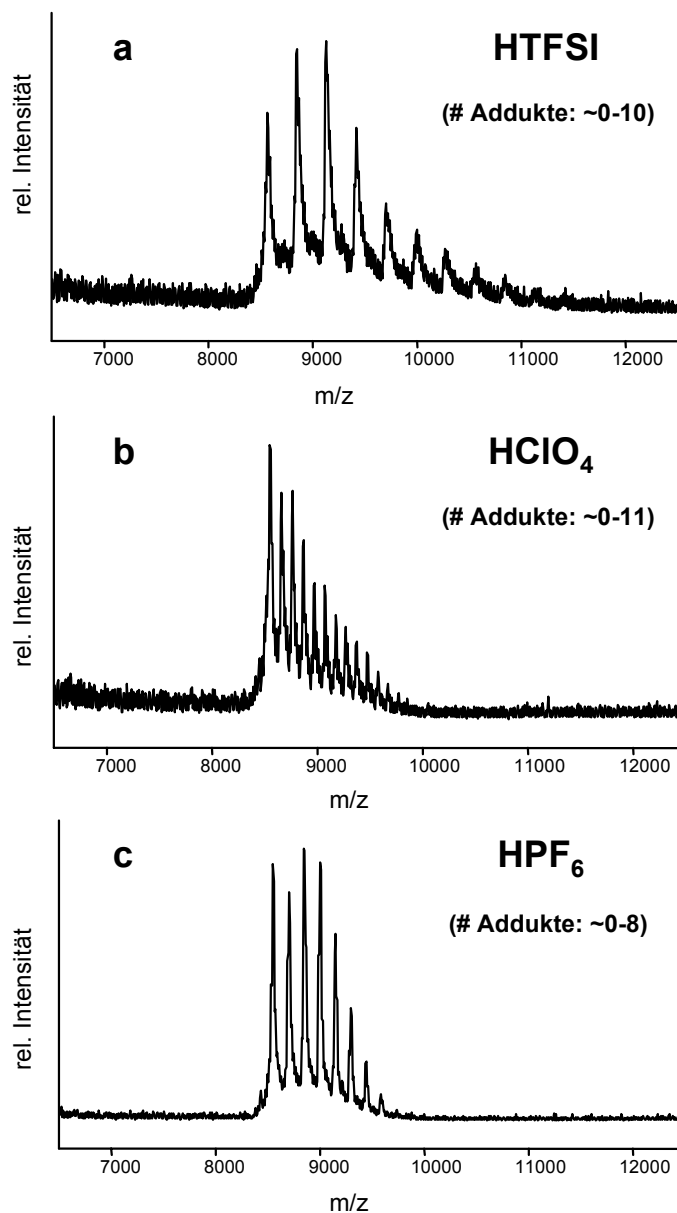 a
HTFSI
(# Addukte: ~0-10)
rel. Intensität
7000 8000 9000 10000 11000 12000
m/z
b
HClO₄
(# Addukte: ~0-11)
rel. Intensität
7000 8000 9000 10000 11000 12000
m/z
c
HPF₆
(# Addukte: ~0-8)
rel. Intensität
7000 8000 9000 10000 11000 12000
m/z